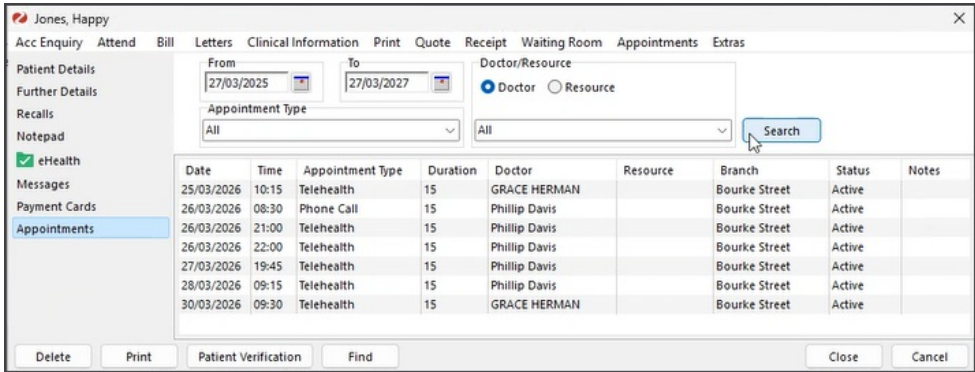 Jones, Happy
Acc Enquiry Attend Bill Letters Clinical Information Print Quote Receipt Waiting Room Appointments Extras
Patient Details
Further Details
Recalls
Notepad
eHealth
Messages
Payment Cards
Appointments
From To Doctor/Resource
27/03/2025 27/03/2027 Doctor Resource
Appointment Type
All All Search
Date Time Appointment Type Duration Doctor Resource Branch Status Notes
25/03/2026 10:15 Telehealth 15 GRACE HERMAN Bourke Street Active
26/03/2026 08:30 Phone Call 15 Phillip Davis Bourke Street Active
26/03/2026 21:00 Telehealth 15 Phillip Davis Bourke Street Active
26/03/2026 22:00 Telehealth 15 Phillip Davis Bourke Street Active
27/03/2026 19:45 Telehealth 15 Phillip Davis Bourke Street Active
28/03/2026 09:15 Telehealth 15 Phillip Davis Bourke Street Active
30/03/2026 09:30 Telehealth 15 GRACE HERMAN Bourke Street Active
Delete Print Patient Verification Find Close Cancel